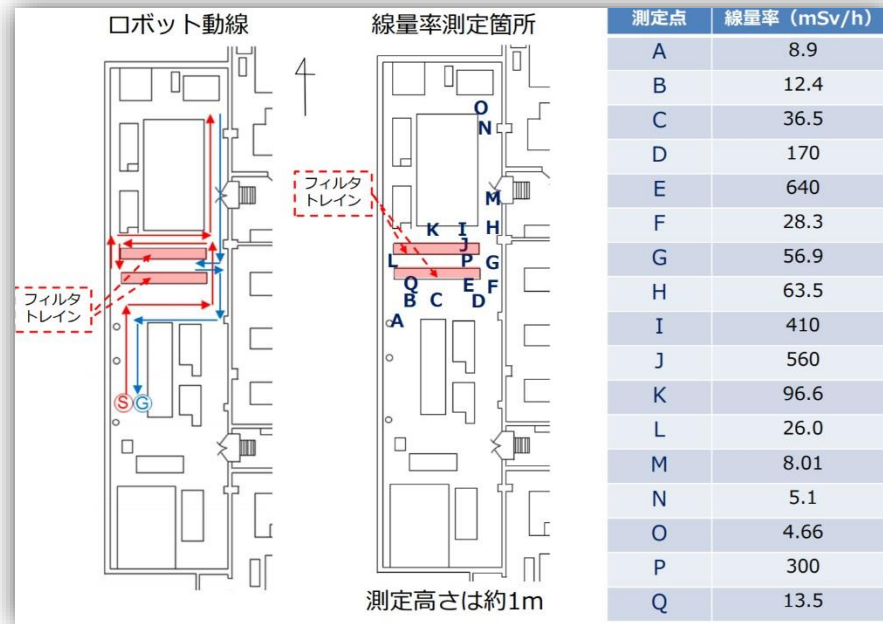 ロボット動線
フィルタ
トレイン
S G
線量率測定箇所
フィルタ
トレイン
O
N
M
K I H
J
L P G
Q E F
B C D
A
測定高さは約1m
測定点 線量率（mSv/h）
A 8.9
B 12.4
C 36.5
D 170
E 640
F 28.3
G 56.9
H 63.5
I 410
J 560
K 96.6
L 26.0
M 8.01
N 5.1
O 4.66
P 300
Q 13.5